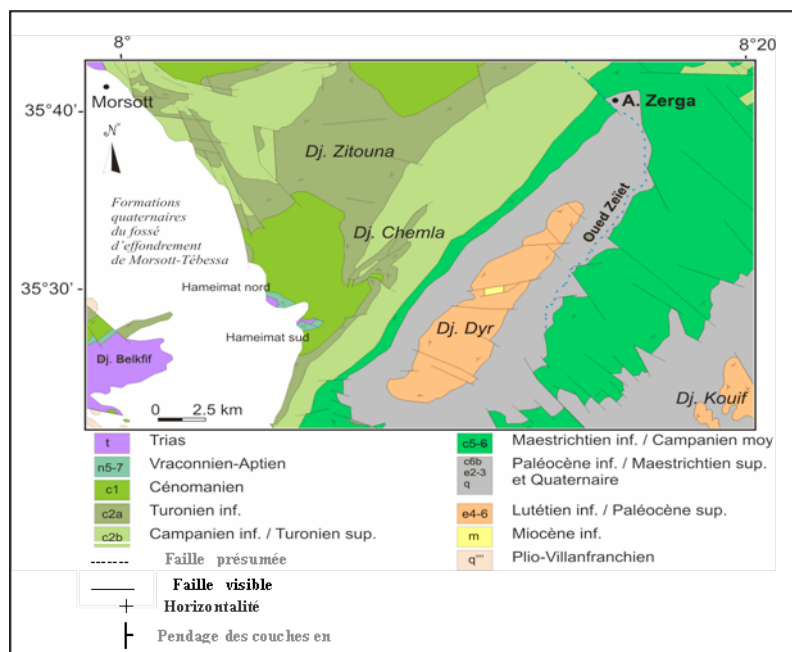 8°
8°20
35°40'
Morsott
A. Zerga
N
Dj. Zitouna
Formations
quaternaires
du fossé
d'effondrement
de Morsott-Tébessa
Oued Zeïet
Dj. Chemla
35°30'
Hameimat nord
Hameimat sud
Dj. Dyr
Dj. Belkfif
Dj. Kouif
0 2.5 km
t Trias
n5-7 Vraconnien-Aptien
c1 Cénomanien
c2a Turonien inf.
c2b Campanien inf. / Turonien sup.
Faille présumée
Faille visible
Horizontalité
Pendage des couches en
c5-6 Maestrichtien inf. / Campanien moy
c6b
e2-3
q
Paléocène inf. / Maestrichtien sup.
et Quaternaire
e4-6 Lutétien inf. / Paléocène sup.
m Miocène inf.
q''' Plio-Villanfranchien